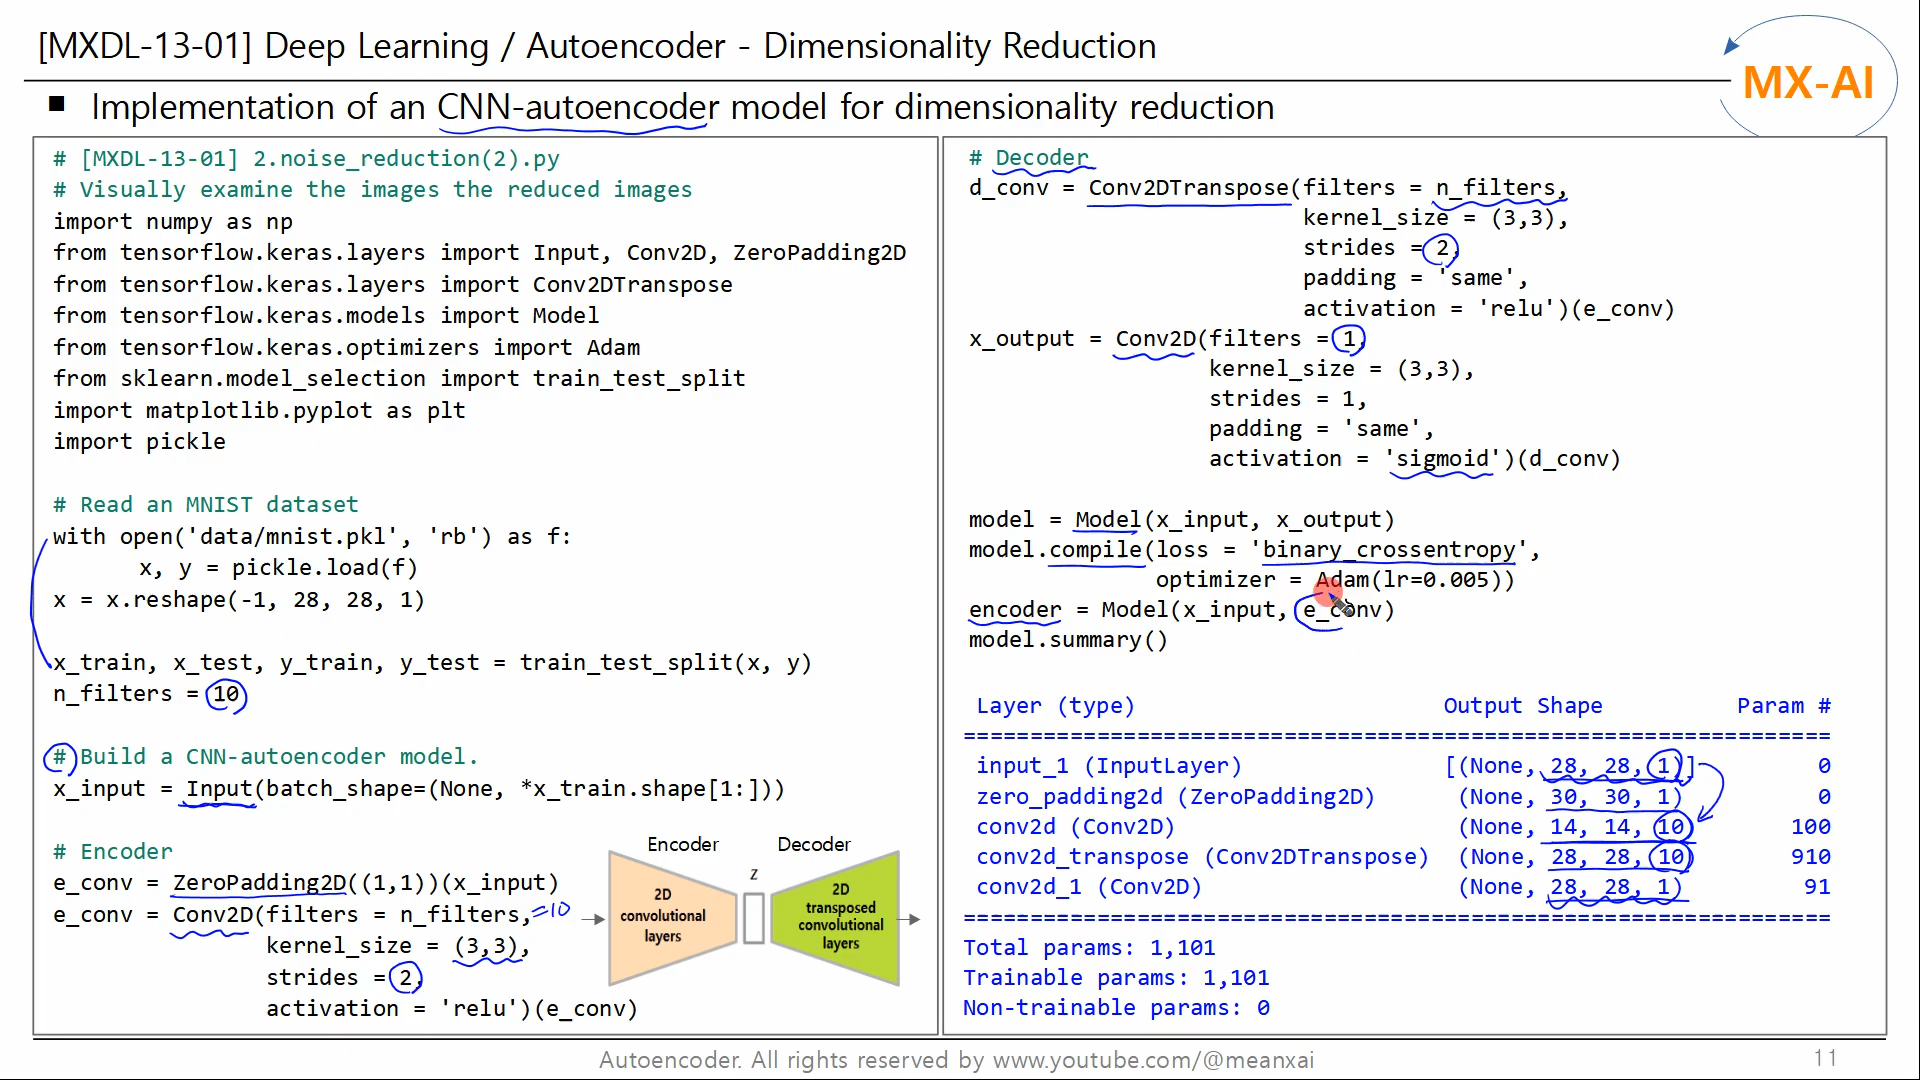 [MXDL-13-01] Deep Learning / Autoencoder - Dimensionality Reduction
MX-AI
■ Implementation of an CNN-autoencoder model for dimensionality reduction
# [MXDL-13-01] 2.noise_reduction(2).py
# Visually examine the images the reduced images
import numpy as np
from tensorflow.keras.layers import Input, Conv2D, ZeroPadding2D
from tensorflow.keras.layers import Conv2DTranspose
from tensorflow.keras.models import Model
from tensorflow.keras.optimizers import Adam
from sklearn.model_selection import train_test_split
import matplotlib.pyplot as plt
import pickle
# Read an MNIST dataset
with open('data/mnist.pkl', 'rb') as f:
x, y = pickle.load(f)
x = x.reshape(-1, 28, 28, 1)
x_train, x_test, y_train, y_test = train_test_split(x, y)
n_filters = 10
# Build a CNN-autoencoder model.
x_input = Input(batch_shape=(None, *x_train.shape[1:]))
# Encoder
e_conv = ZeroPadding2D((1,1))(x_input)
e_conv = Conv2D(filters = n_filters, =10
kernel_size = (3,3),
strides = 2,
activation = 'relu')(e_conv)
Encoder
Decoder
z
2D
convolutional
layers
2D
transposed
convolutional
layers
# Decoder
d_conv = Conv2DTranspose(filters = n_filters,
kernel_size = (3,3),
strides = 2,
padding = 'same',
activation = 'relu')(e_conv)
x_output = Conv2D(filters = 1,
kernel_size = (3,3),
strides = 1,
padding = 'same',
activation = 'sigmoid')(d_conv)
model = Model(x_input, x_output)
model.compile(loss = 'binary_crossentropy',
optimizer = Adam(lr=0.005))
encoder = Model(x_input, e_conv)
model.summary()
Layer (type) Output Shape Param #
=================================================================
input_1 (InputLayer) [(None, 28, 28, 1)] 0
zero_padding2d (ZeroPadding2D) (None, 30, 30, 1) 0
conv2d (Conv2D) (None, 14, 14, 10) 100
conv2d_transpose (Conv2DTranspose) (None, 28, 28, 10) 910
conv2d_1 (Conv2D) (None, 28, 28, 1) 91
=================================================================
Total params: 1,101
Trainable params: 1,101
Non-trainable params: 0
Autoencoder. All rights reserved by www.youtube.com/@meanxai
11